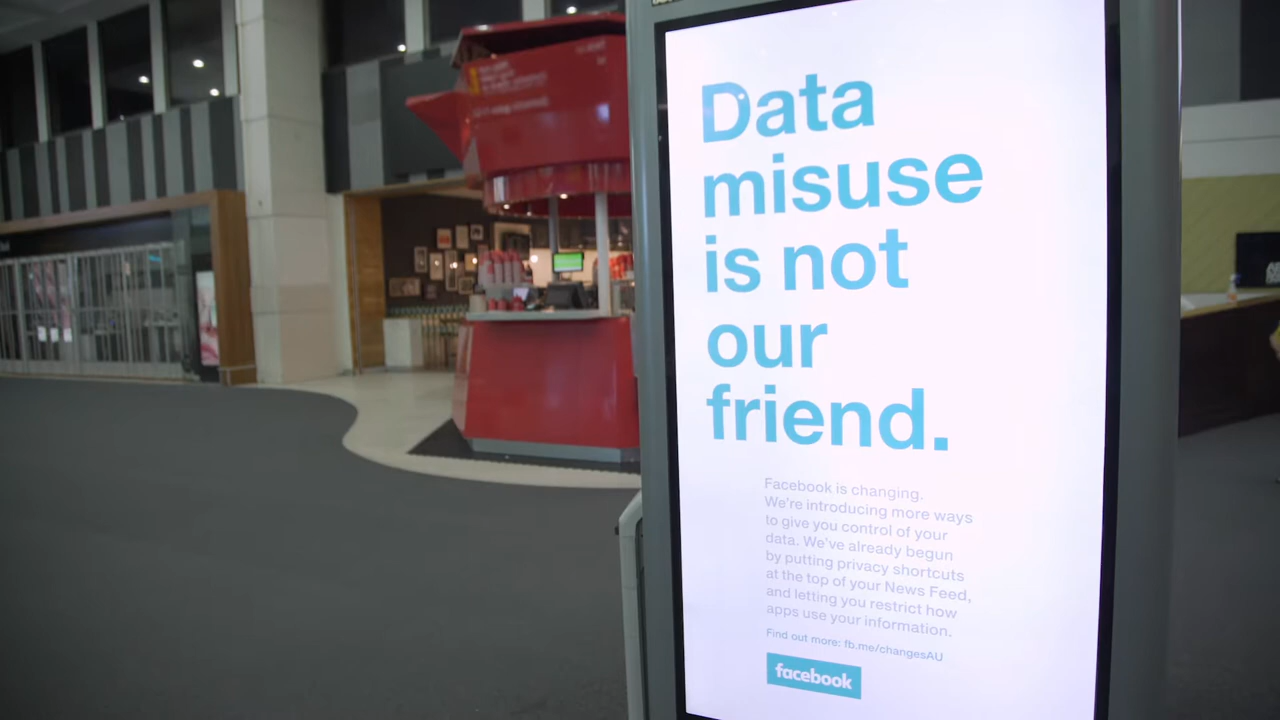 Data
misuse
is not
our
friend.
Facebook is changing.
We're introducing more ways
to give you control of your
data. We've already begun
by putting privacy shortcuts
at the top of your News Feed,
and letting you restrict how
apps use your information.
Find out more: fb.me/changesAU
facebook